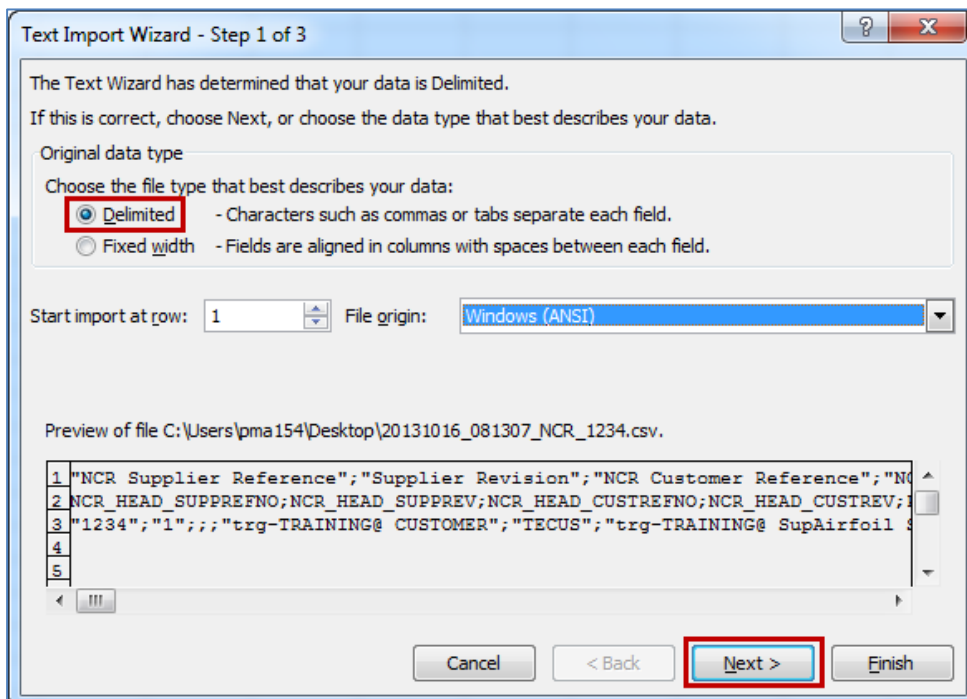 Text Import Wizard - Step 1 of 3
The Text Wizard has determined that your data is Delimited.
If this is correct, choose Next, or choose the data type that best describes your data.
Original data type
Choose the file type that best describes your data:
Delimited - Characters such as commas or tabs separate each field.
Fixed width - Fields are aligned in columns with spaces between each field.
Start import at row: 1 File origin: Windows (ANSI)
Preview of file C:\Users\pma154\Desktop\20131016_081307_NCR_1234.csv.
1 "NCR Supplier Reference";"Supplier Revision";"NCR Customer Reference";
2 NCR_HEAD_SUPPREFNO;NCR_HEAD_SUPPREV;NCR_HEAD_CUSTREFNO;NCR_HEAD_CUSTREV;
3 "1234";"1";;;"trg-TRAINING@ CUSTOMER";"TECUS";"trg-TRAINING@ SupAirfoil
4
5
Cancel < Back Next > Finish